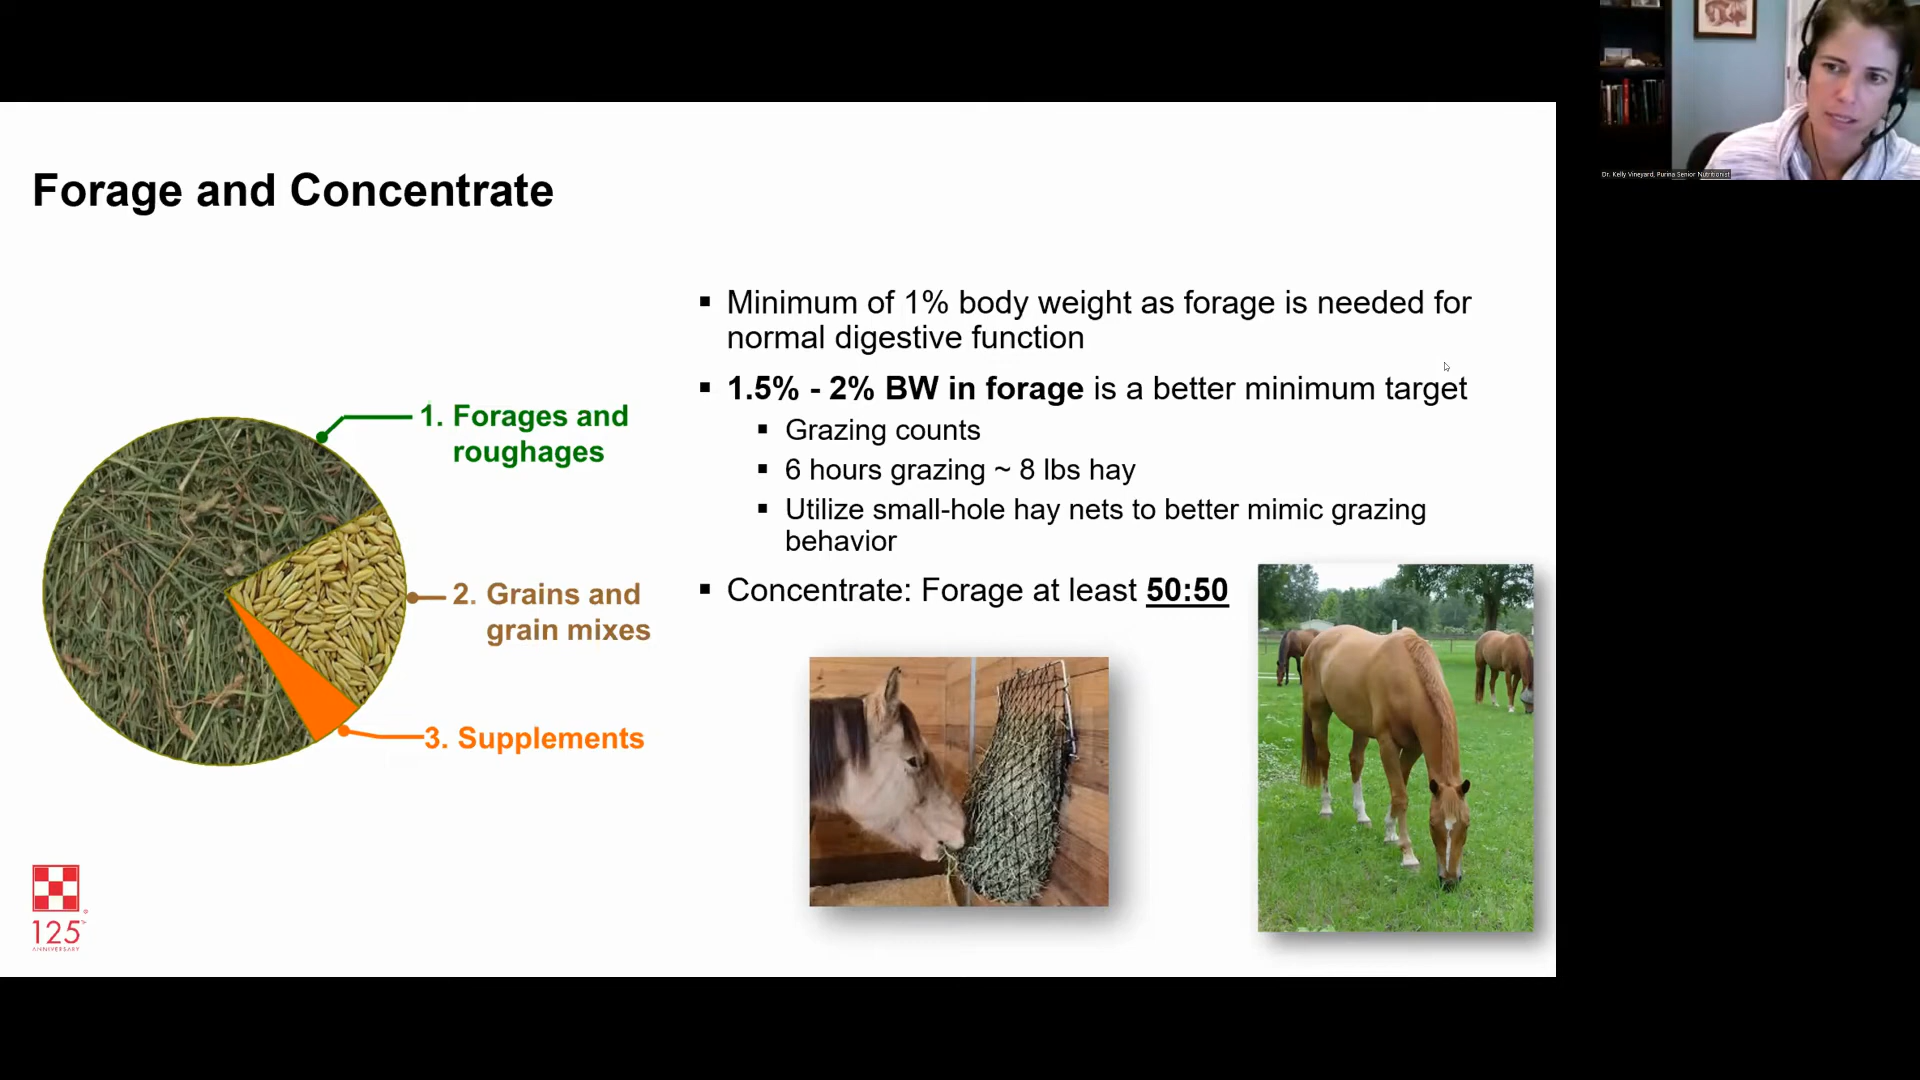 Dr. Kelly Vineyard, Purina Senior Nutritionist
Forage and Concentrate
1. Forages and
roughages
2. Grains and
grain mixes
3. Supplements
▪ Minimum of 1% body weight as forage is needed for
normal digestive function
▪ 1.5% - 2% BW in forage is a better minimum target
▪ Grazing counts
▪ 6 hours grazing ~ 8 lbs hay
▪ Utilize small-hole hay nets to better mimic grazing
behavior
▪ Concentrate: Forage at least 50:50
125
ANNIVERSARY